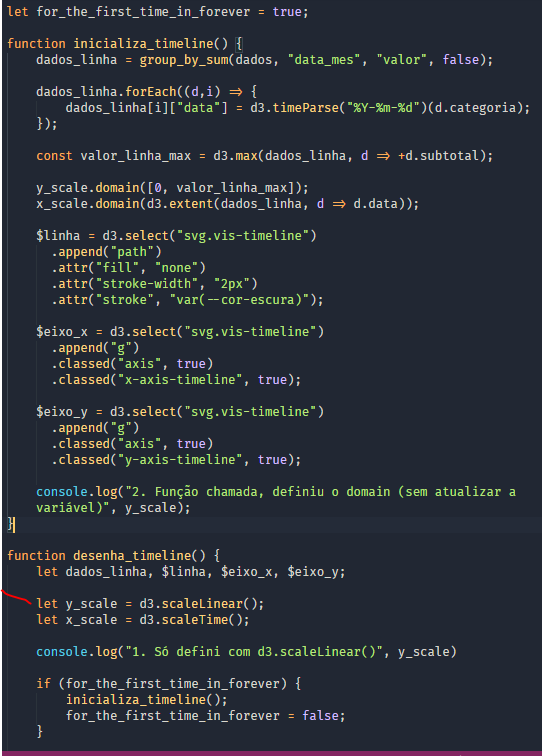 let for_the_first_time_in_forever = true;
function inicializa_timeline() {
dados_linha = group_by_sum(dados, "data_mes", "valor", false);
dados_linha.forEach((d,i) => {
dados_linha[i]["data"] = d3.timeParse("%Y-%m-%d")(d.categoria);
});
const valor_linha_max = d3.max(dados_linha, d => +d.subtotal);
y_scale.domain([0, valor_linha_max]);
x_scale.domain(d3.extent(dados_linha, d => d.data));
$linha = d3.select("svg.vis-timeline")
.append("path")
.attr("fill", "none")
.attr("stroke-width", "2px")
.attr("stroke", "var(--cor-escura)");
$eixo_x = d3.select("svg.vis-timeline")
.append("g")
.classed("axis", true)
.classed("x-axis-timeline", true);
$eixo_y = d3.select("svg.vis-timeline")
.append("g")
.classed("axis", true)
.classed("y-axis-timeline", true);
console.log("2. Função chamada, definiu o domain (sem atualizar a
variável)", y_scale);
}
function desenha_timeline() {
let dados_linha, $linha, $eixo_x, $eixo_y;
let y_scale = d3.scaleLinear();
let x_scale = d3.scaleTime();
console.log("1. Só defini com d3.scaleLinear()", y_scale)
if (for_the_first_time_in_forever) {
inicializa_timeline();
for_the_first_time_in_forever = false;
}